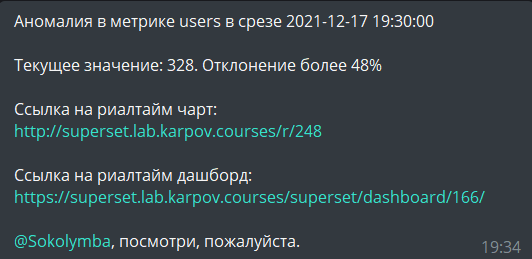 Аномалия в метрике users в срезе 2021-12-17 19:30:00
Текущее значение: 328. Отклонение более 48%
Ссылка на риалтайм чарт:
http://superset.lab.karpov.courses/r/248
Ссылка на риалтайм дашборд:
https://superset.lab.karpov.courses/superset/dashboard/166/
@Sokolymba, посмотри, пожалуйста.
19:34